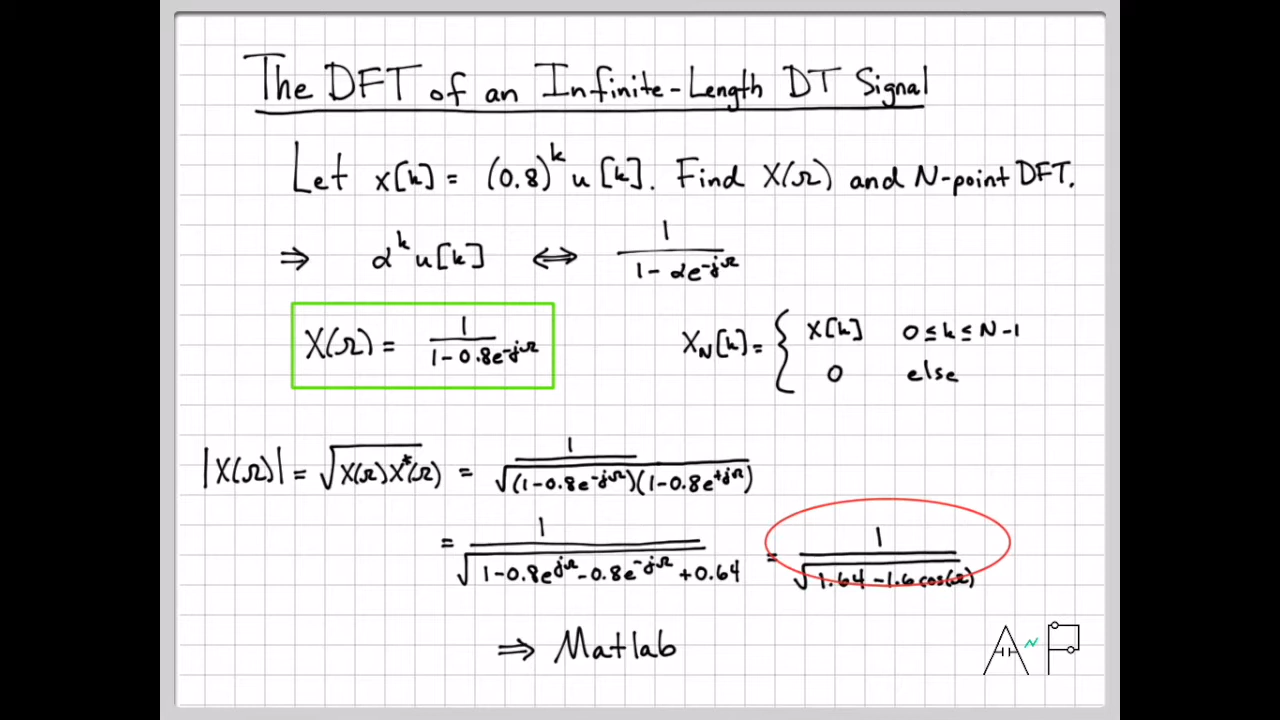 The DFT of an Infinite-Length DT Signal
Let x[k] = (0.8)^k u[k]. Find X(Ω) and N-point DFT.
⇒ α^k u[k] ⇔ 1/(1 - αe^-jΩ)
X(Ω) = 1/(1 - 0.8e^-jΩ)
x_N[k] = { x[k] 0 ≤ k ≤ N-1
0 else
|X(Ω)| = √(X(Ω)X*(Ω)) = 1/√((1-0.8e^-jΩ)(1-0.8e^+jΩ))
= 1/√(1-0.8e^jΩ - 0.8e^-jΩ + 0.64) = 1/√(1.64 - 1.6 cos(Ω))
⇒ Matlab
A P